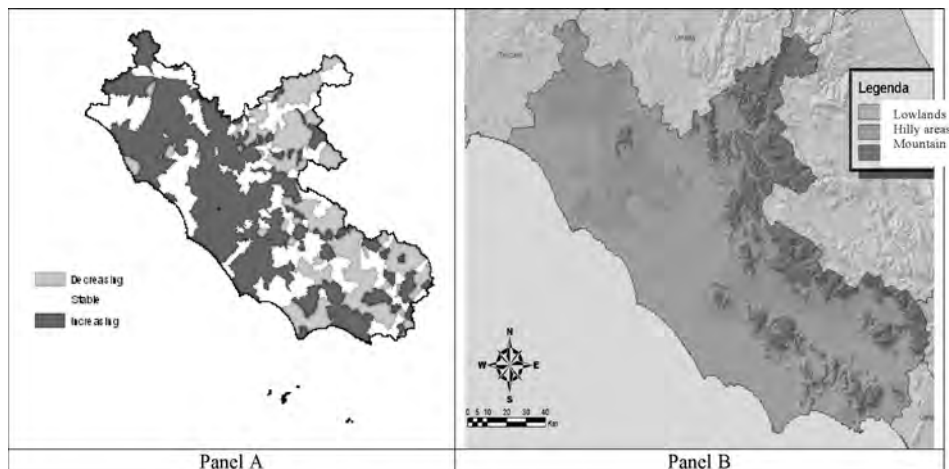 Decreasing
Stable
Increasing
Panel A
Legenda
Lowlands
Hilly areas
Mountain
N
W
E
S
0 5 10 20 30 40
Km
Panel B